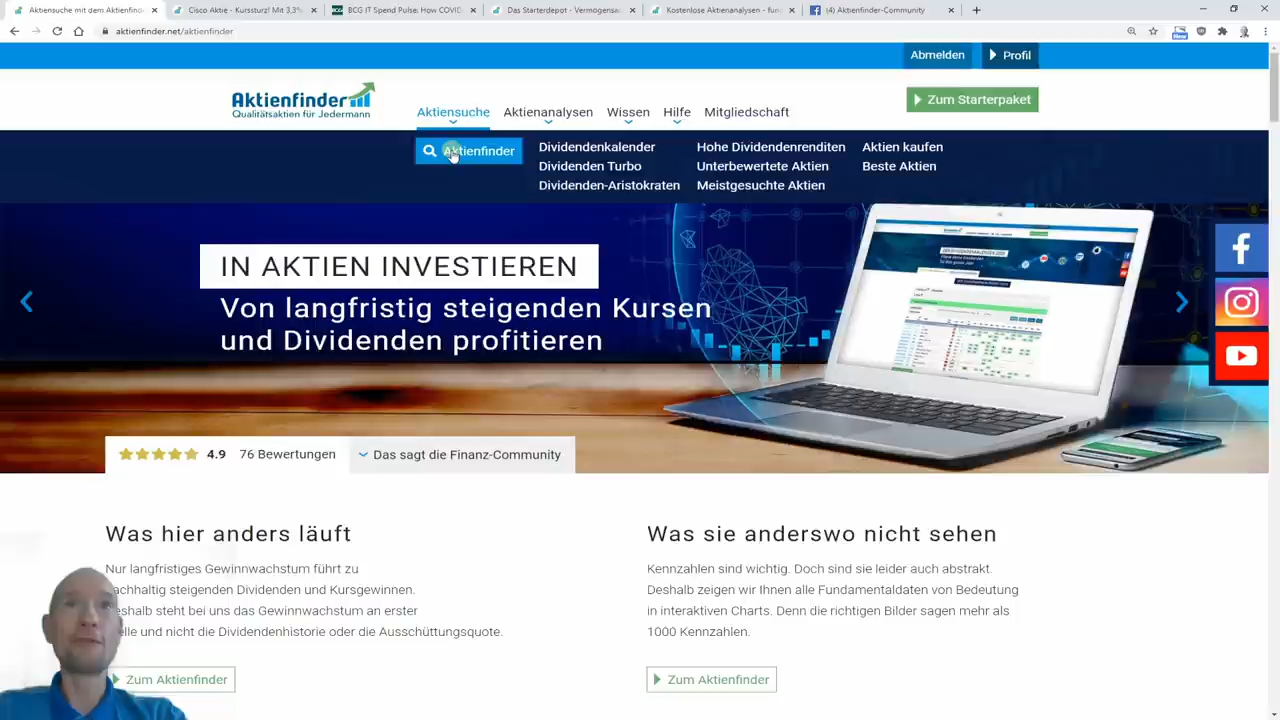 Aktiensuche mit dem Aktienfinde
Cisco Aktie - Kurssturz! Mit 3,3%
BCG IT Spend Pulse: How COVID
Das Starterdepot - Vermögensau
Kostenlose Aktienanalysen - fun
(4) Aktienfinder-Community
aktienfinder.net/aktienfinder
New
Abmelden
Profil
Aktienfinder
Qualitätsaktien für Jedermann
Aktiensuche
Aktienanalysen
Wissen
Hilfe
Mitgliedschaft
Zum Starterpaket
Aktienfinder
Dividendenkalender
Hohe Dividendenrenditen
Aktien kaufen
Dividenden Turbo
Unterbewertete Aktien
Beste Aktien
Dividenden-Aristokraten
Meistgesuchte Aktien
IN AKTIEN INVESTIEREN
Von langfristig steigenden Kursen
und Dividenden profitieren
4.9
76 Bewertungen
Das sagt die Finanz-Community
Was hier anders läuft
Nur langfristiges Gewinnwachstum führt zu
nachhaltig steigenden Dividenden und Kursgewinnen.
Deshalb steht bei uns das Gewinnwachstum an erster
Stelle und nicht die Dividendenhistorie oder die Ausschüttungsquote.
Zum Aktienfinder
Was sie anderswo nicht sehen
Kennzahlen sind wichtig. Doch sind sie leider auch abstrakt.
Deshalb zeigen wir Ihnen alle Fundamentaldaten von Bedeutung
in interaktiven Charts. Denn die richtigen Bilder sagen mehr als
1000 Kennzahlen.
Zum Aktienfinder